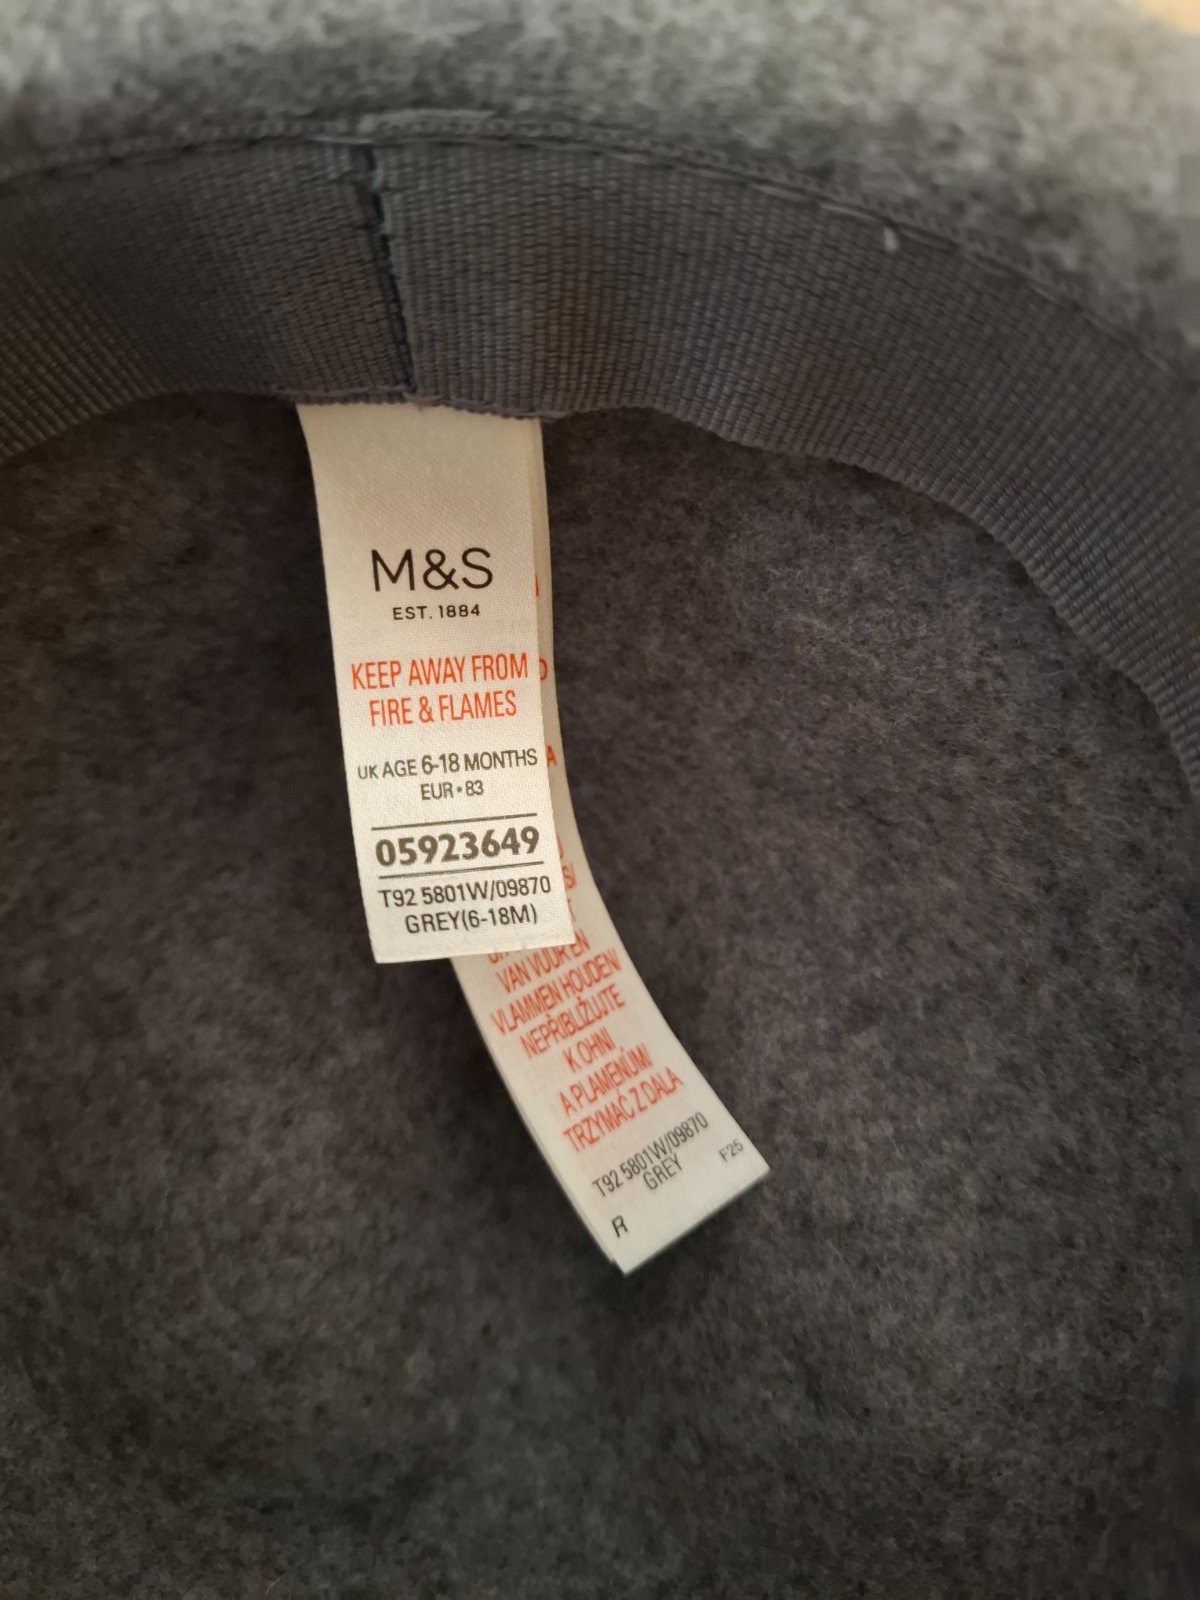 M&S
EST. 1884
KEEP AWAY FROM
FIRE & FLAMES
UK AGE 6-18 MONTHS
EUR • 83
05923649
T92 5801W/09870
GREY(6-18M)
VAN VUUR EN
VLAMMEN HOUDEN/
NEPŘIBLIŽUJTE
K OHNI
A PLAMENŮM/
TRZYMAĆ Z DALA
T92 5801W/09870
GREY
F25
R